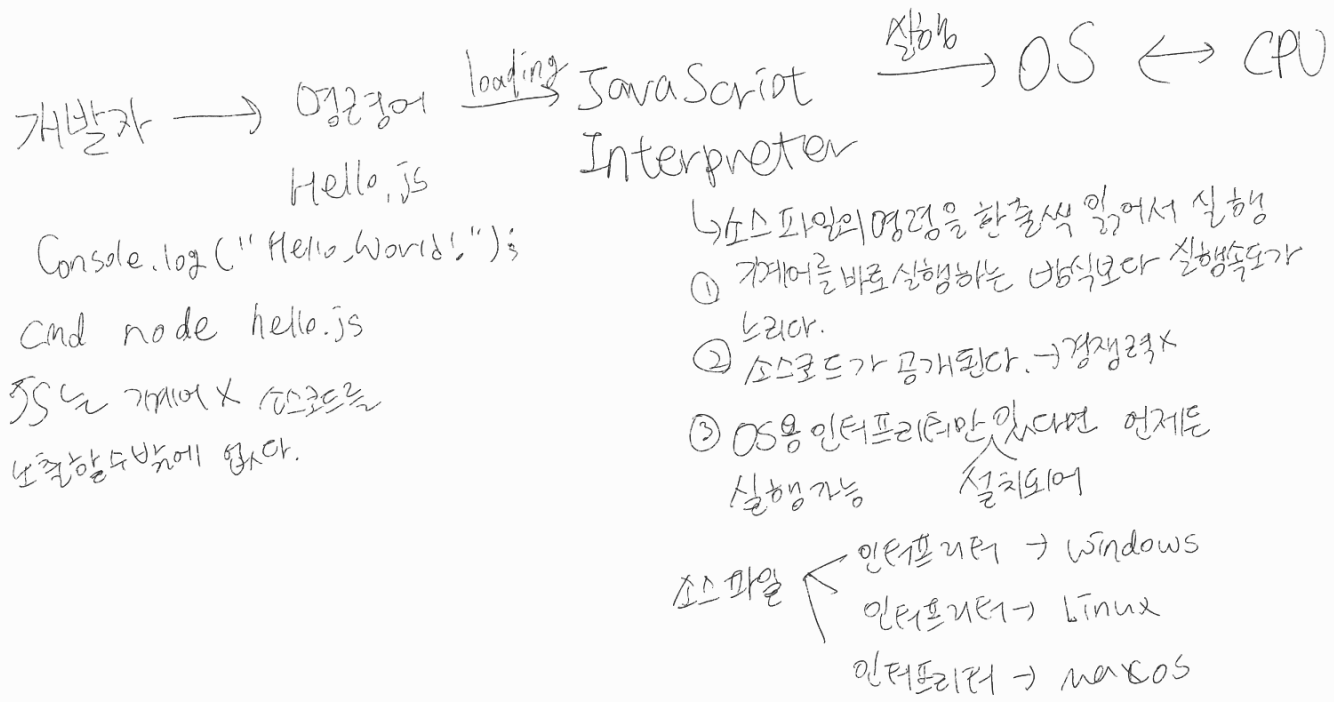 개발자 → 명령어 loading → JavaScript 실행 → OS ↔ CPU
Hello.js
Interpreter
Console.log("Hello, World!");
cmd node hello.js
JS는 기계어 X 소스코드를
노출할 수밖에 없다.
↳ 소스파일의 명령을 한줄씩 읽어서 실행
① 기계어를 바로 실행하는 방식보다 실행속도가
느리다.
② 소스코드가 공개된다. → 경쟁력 X
③ OS용 인터프리터만 있다면 언제든
실행가능 설치되어
소스파일
인터프리터 → windows
인터프리터 → Linux
인터프리터 → macos